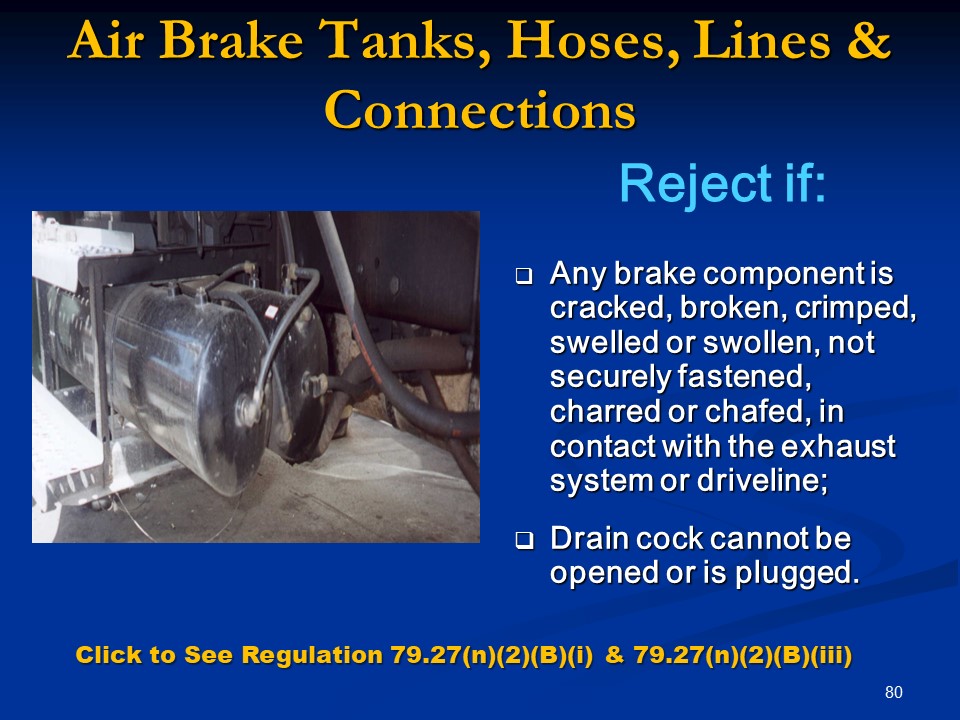 Air Brake Tanks, Hoses, Lines &
Connections
Reject if:
Any brake component is
cracked, broken, crimped,
swelled or swollen, not
securely fastened,
charred or chafed, in
contact with the exhaust
system or driveline;
Drain cock cannot be
opened or is plugged.
Click to See Regulation 79.27(n)(2)(B)(i) & 79.27(n)(2)(B)(iii)
80